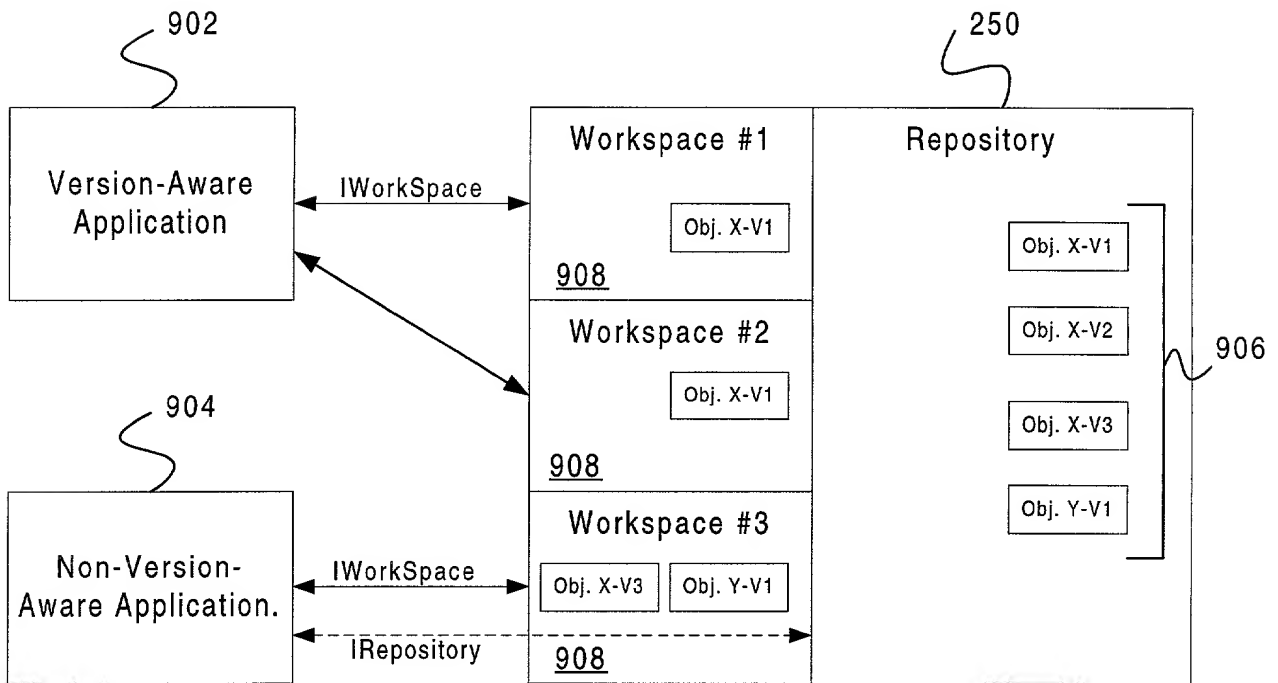 902
250
Version-Aware
Application
IWorkSpace
Workspace #1
Obj. X-V1
908
Repository
Obj. X-V1
Obj. X-V2
Obj. X-V3
Obj. Y-V1
906
Workspace #2
Obj. X-V1
908
904
Non-Version-
Aware Application.
IWorkSpace
IRepository
Workspace #3
Obj. X-V3
Obj. Y-V1
908